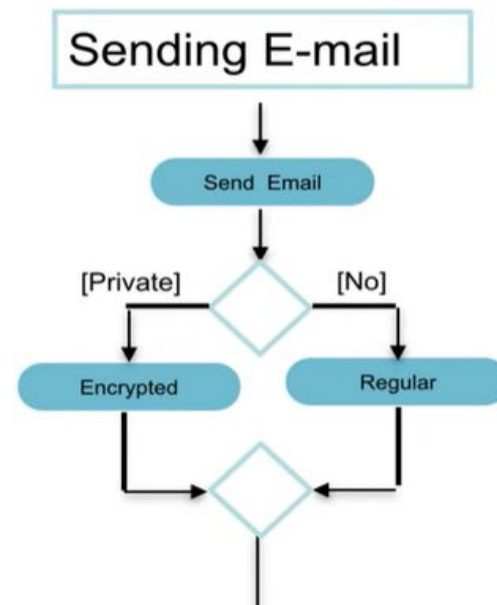 Sending E-mail
Send Email
[Private]
[No]
Encrypted
Regular